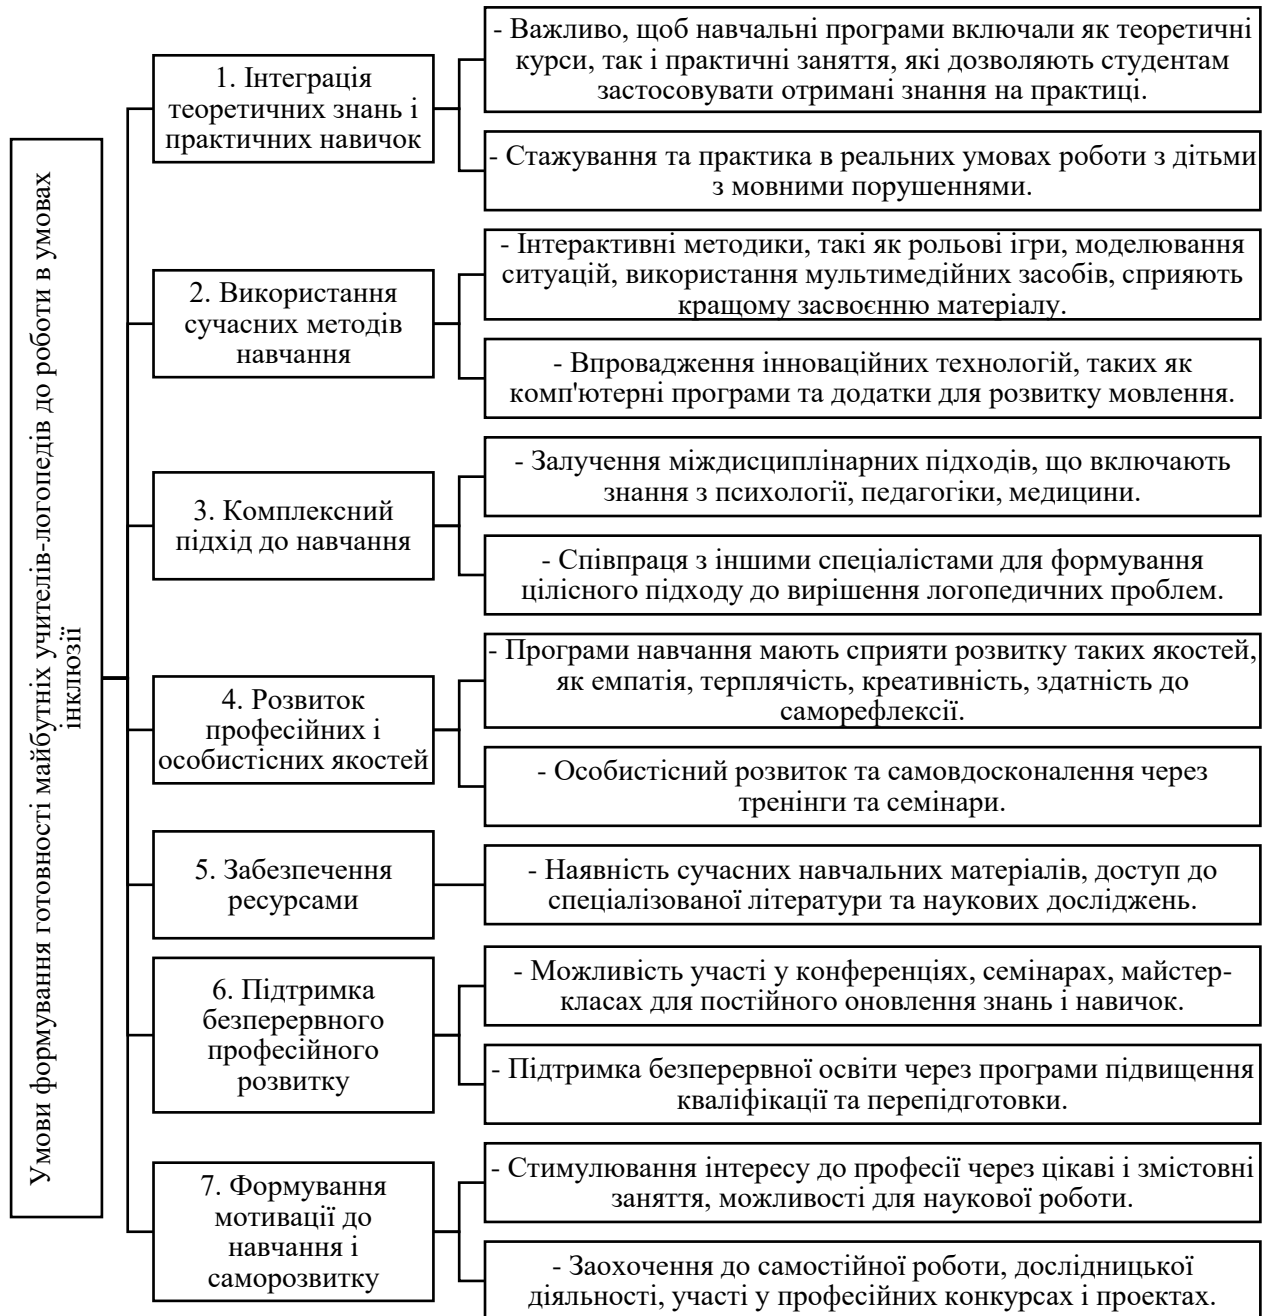 Умови формування готовності майбутніх учителів-логопедів до роботи в умовах
інклюзії
1. Інтеграція
теоретичних знань і
практичних навичок
- Важливо, щоб навчальні програми включали як теоретичні
курси, так і практичні заняття, які дозволяють студентам
застосовувати отримані знання на практиці.
- Стажування та практика в реальних умовах роботи з дітьми
з мовними порушеннями.
2. Використання
сучасних методів
навчання
- Інтерактивні методики, такі як рольові ігри, моделювання
ситуацій, використання мультимедійних засобів, сприяють
кращому засвоєнню матеріалу.
- Впровадження інноваційних технологій, таких як
комп'ютерні програми та додатки для розвитку мовлення.
3. Комплексний
підхід до навчання
- Залучення міждисциплінарних підходів, що включають
знання з психології, педагогіки, медицини.
- Співпраця з іншими спеціалістами для формування
цілісного підходу до вирішення логопедичних проблем.
4. Розвиток
професійних і
особистісних якостей
- Програми навчання мають сприяти розвитку таких якостей,
як емпатія, терплячість, креативність, здатність до
саморефлексії.
- Особистісний розвиток та самовдосконалення через
тренінги та семінари.
5. Забезпечення
ресурсами
- Наявність сучасних навчальних матеріалів, доступ до
спеціалізованої літератури та наукових досліджень.
6. Підтримка
безперервного
професійного
розвитку
- Можливість участі у конференціях, семінарах, майстер-
класах для постійного оновлення знань і навичок.
- Підтримка безперервної освіти через програми підвищення
кваліфікації та перепідготовки.
7. Формування
мотивації до
навчання і
саморозвитку
- Стимулювання інтересу до професії через цікаві і змістовні
заняття, можливості для наукової роботи.
- Заохочення до самостійної роботи, дослідницької
діяльності, участі у професійних конкурсах і проектах.